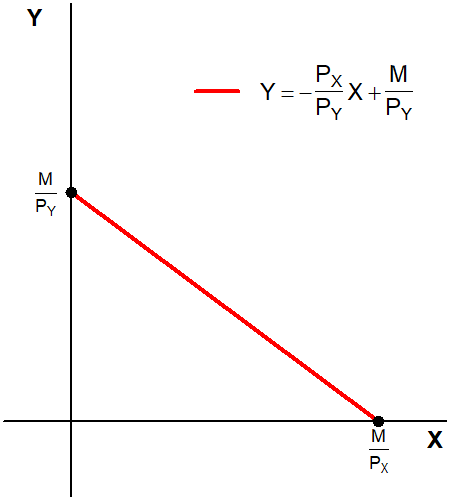 Y
Y = -P_X/P_Y X + M/P_Y
M/P_Y
X
M/P_X